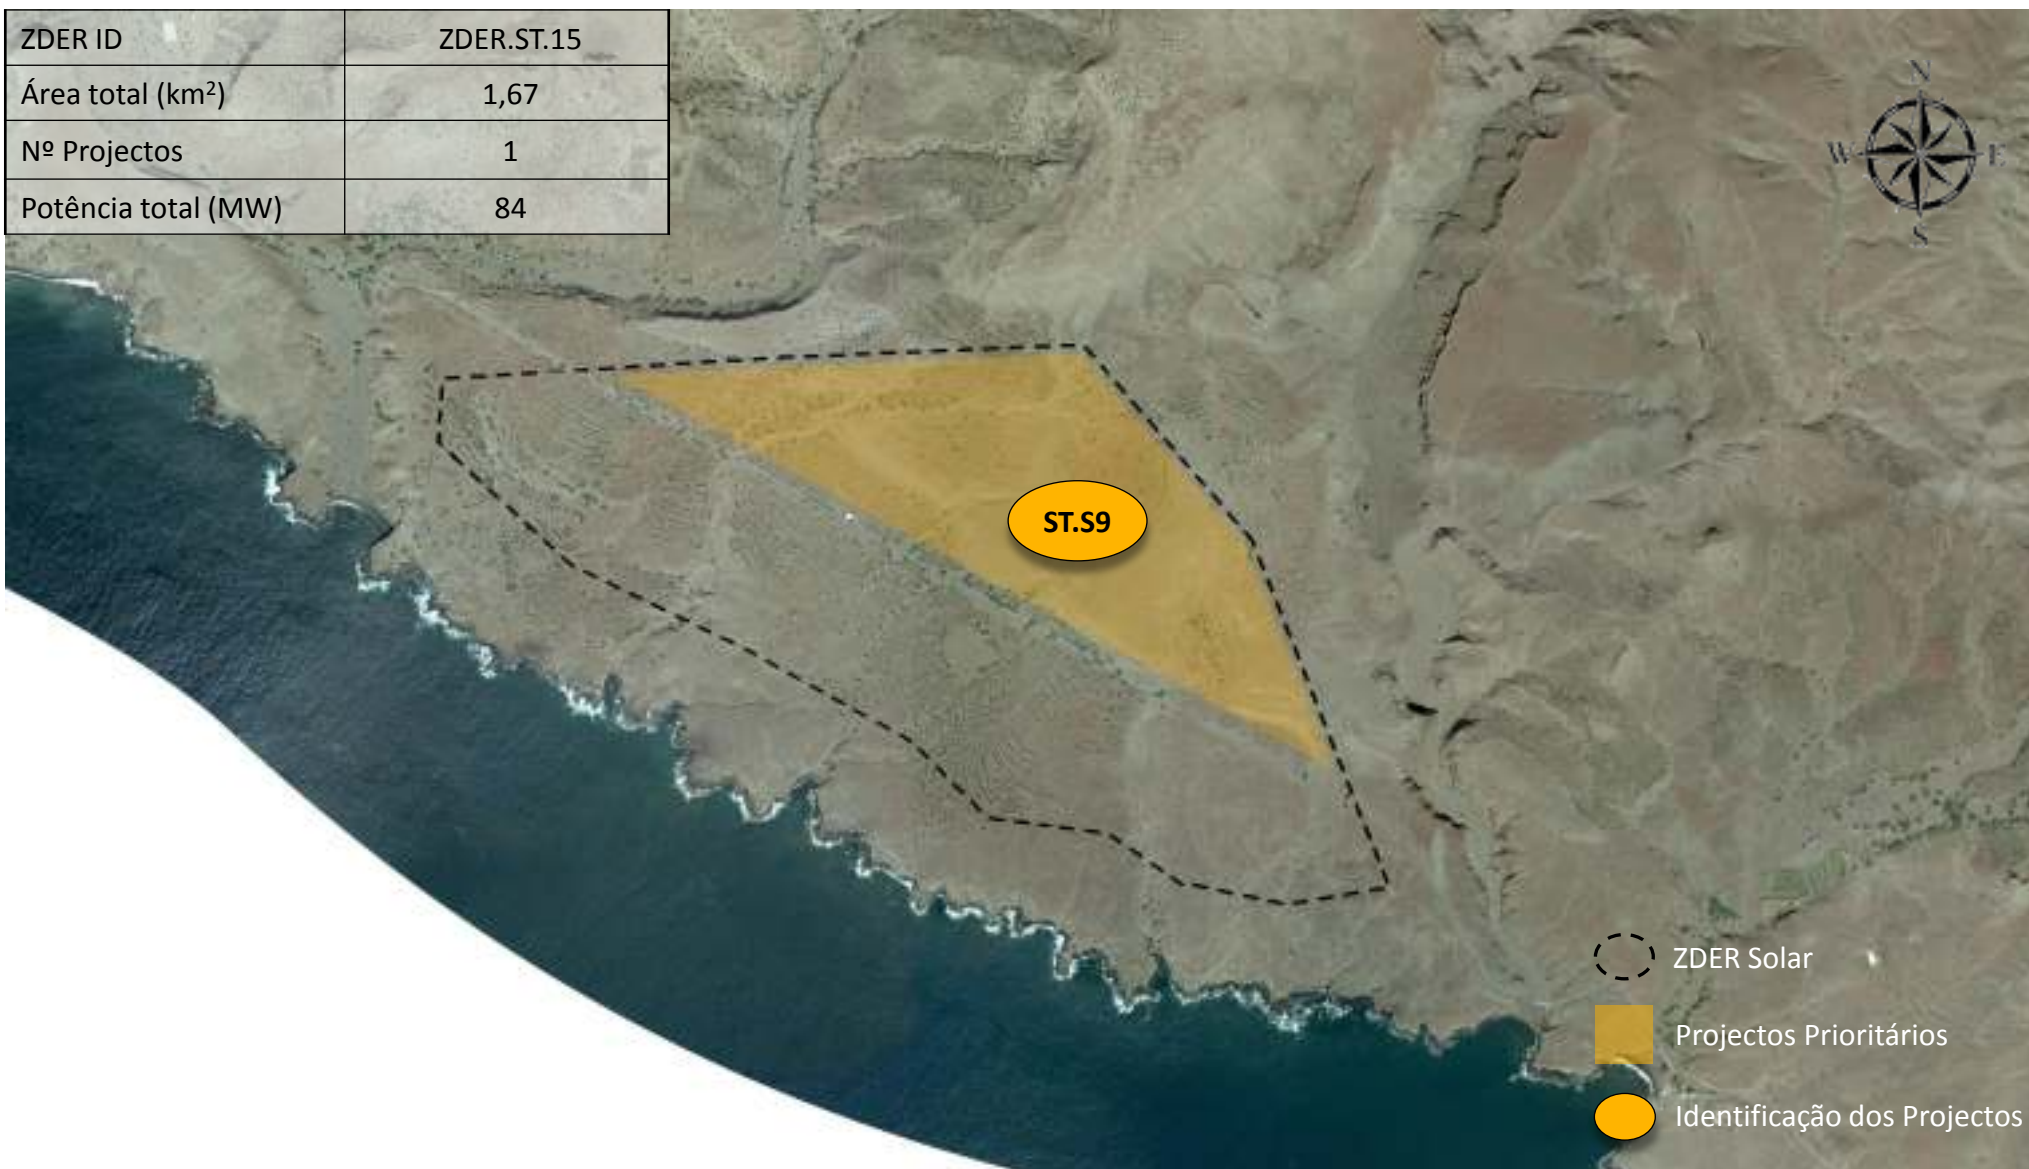 ZDER ID ZDER.ST.15
Área total (km²) 1,67
Nº Projectos 1
Potência total (MW) 84
N
W E
S
ST.S9
ZDER Solar
Projectos Prioritários
Identificação dos Projectos